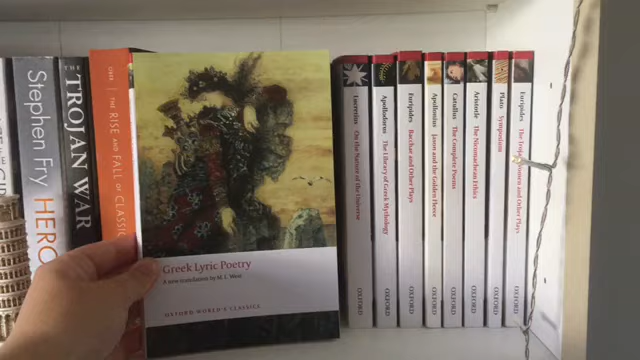 Stephen Fry HERO
THE TROJAN WAR
THE RISE AND FALL OF CLASSIC
Greek Lyric Poetry
A new translation by M. L. West
OXFORD WORLD'S CLASSICS
Lucretius On the Nature of the Universe
OXFORD
Apollodorus The Library of Greek Mythology
OXFORD
Euripides Bacchae and Other Plays
OXFORD
Apollonius Jason and the Golden Fleece
OXFORD
Catullus The Complete Poems
OXFORD
Aristotle The Nicomachean Ethics
OXFORD
Plato Symposium
OXFORD
Euripides The Trojan Women and Other Plays
OXFORD